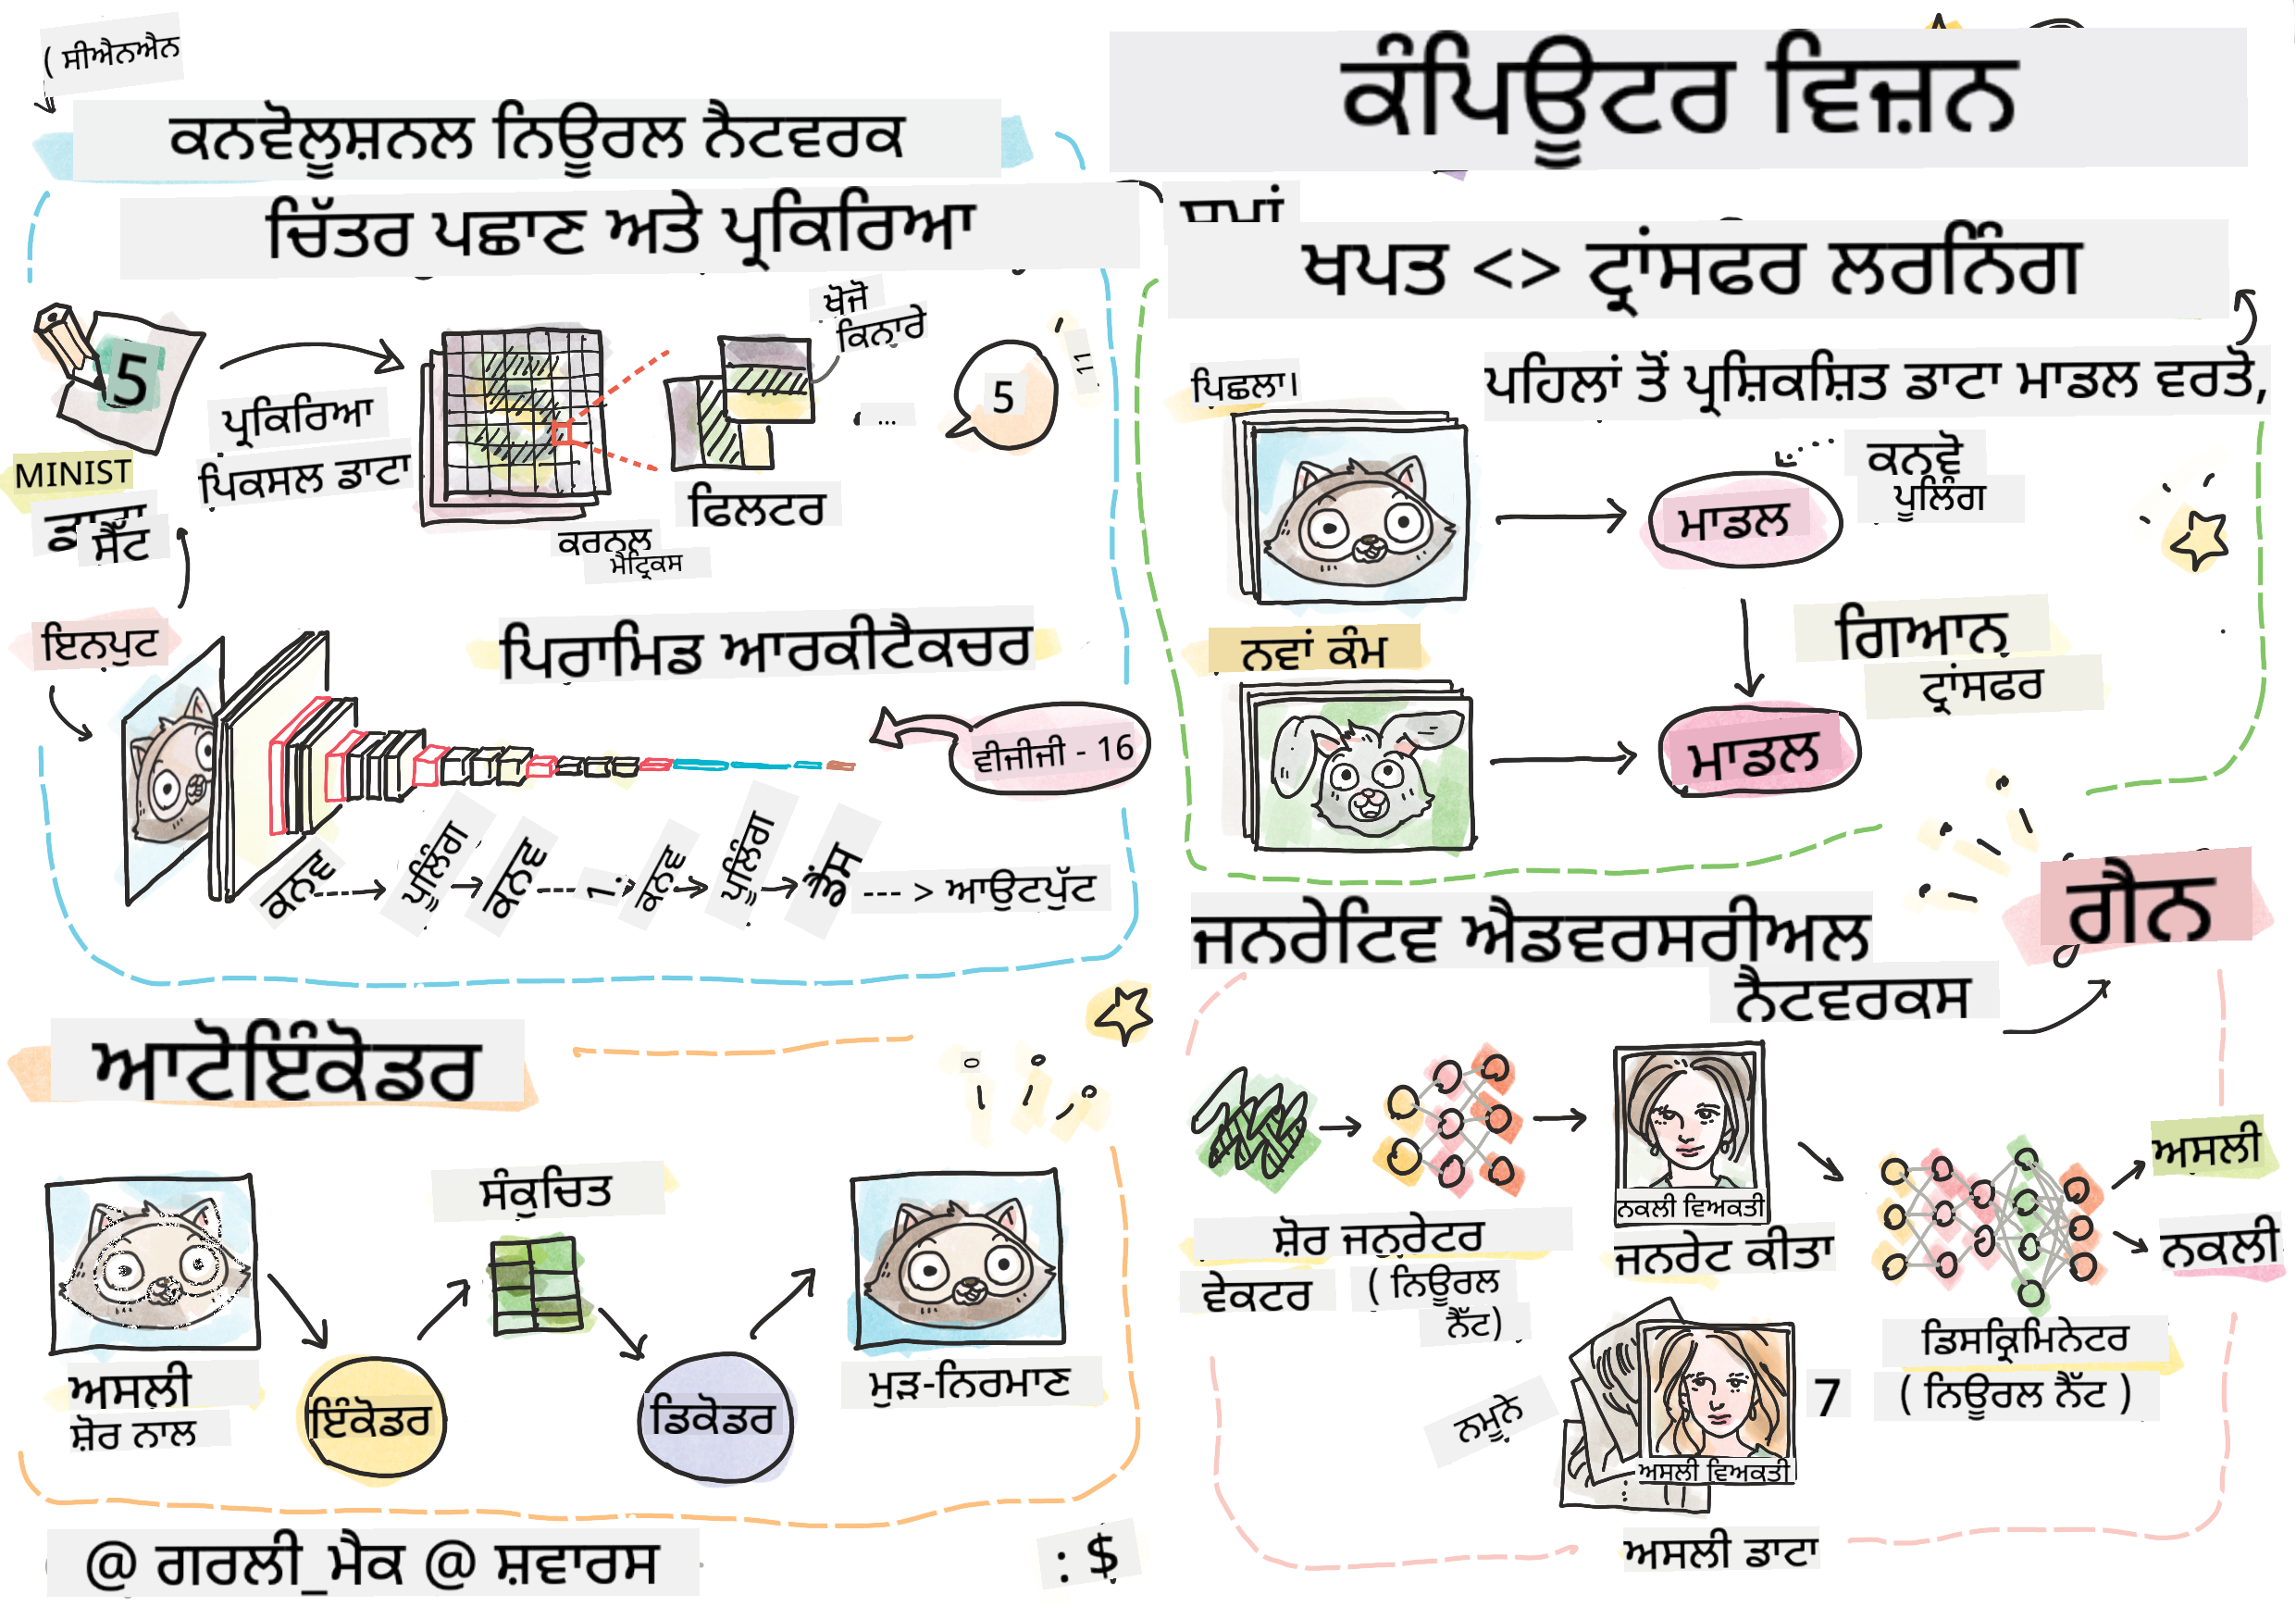 ( ਸੀਐਨਐਨ
ਕਨਵੋਲੂਸ਼ਨਲ ਨਿਊਰਲ ਨੈਟਵਰਕ
ਚਿੱਤਰ ਪਛਾਣ ਅਤੇ ਪ੍ਰਕਿਰਿਆ
5
ਪ੍ਰਕਿਰਿਆ
ਪਿਕਸਲ ਡਾਟਾ
MINIST
ਡਾਟਾ
ਸੈੱਟ
ਖੋਜੋ
ਕਿਨਾਰੇ
...
ਫਿਲਟਰ
ਕਰਨਲ
ਮੈਟ੍ਰਿਕਸ
5
ਇਨਪੁਟ
ਪਿਰਾਮਿਡ ਆਰਕੀਟੈਕਚਰ
ਵੀਜੀਜੀ - 16
ਕਨਵ
ਪੂਲਿੰਗ
ਕਨਵ
1.
ਕਨਵ
ਪੂਲਿੰਗ
--- > ਆਉਟਪੁੱਟ
ਆਟੋਇੰਕੋਡਰ
ਸੰਕੁਚਿਤ
ਅਸਲੀ
ਸ਼ੋਰ ਨਾਲ
ਇੰਕੋਡਰ
ਡਿਕੋਡਰ
ਮੁੜ-ਨਿਰਮਾਣ
@ ਗਰਲੀ_ਮੈਕ @ ਸ਼ਵਾਰਸ
: $
ਕੰਪਿਊਟਰ ਵਿਜ਼ਨ
ਖਪਤ <> ਟ੍ਰਾਂਸਫਰ ਲਰਨਿੰਗ
ਪਿਛਲਾ।
ਪਹਿਲਾਂ ਤੋਂ ਪ੍ਰਸ਼ਿਕਸ਼ਿਤ ਡਾਟਾ ਮਾਡਲ ਵਰਤੋ,
ਮਾਡਲ
ਕਨਵੋ
ਪੂਲਿੰਗ
ਨਵਾਂ ਕੰਮ
ਗਿਆਨ
ਟ੍ਰਾਂਸਫਰ
ਮਾਡਲ
ਗੈਨ
ਜਨਰੇਟਿਵ ਐਡਵਰਸਰੀਅਲ
ਨੈਟਵਰਕਸ
ਸ਼ੋਰ ਜਨਰੇਟਰ
ਵੇਕਟਰ
( ਨਿਊਰਲ
ਨੈੱਟ)
ਨਕਲੀ ਵਿਅਕਤੀ
ਜਨਰੇਟ ਕੀਤਾ
ਅਸਲੀ
ਨਕਲੀ
ਡਿਸਕ੍ਰਿਮਿਨੇਟਰ
( ਨਿਊਰਲ ਨੈੱਟ )
ਨਮੂਨੇ
7
ਅਸਲੀ ਵਿਅਕਤੀ
ਅਸਲੀ ਡਾਟਾ